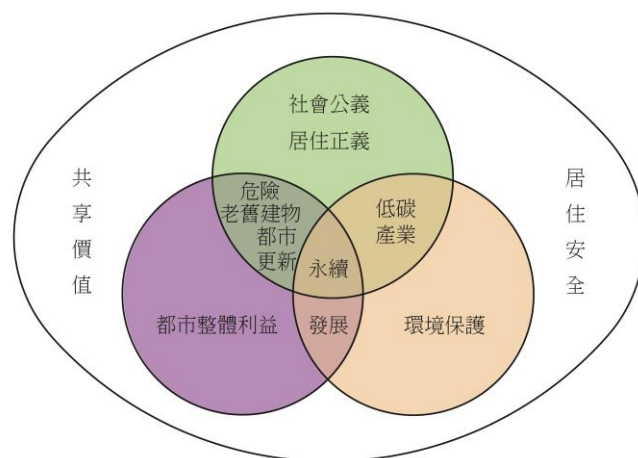 社會公義
居住正義
共享價值
居住安全
危險
老舊建物
都市
更新
低碳
產業
永續
都市整體利益
發展
環境保護